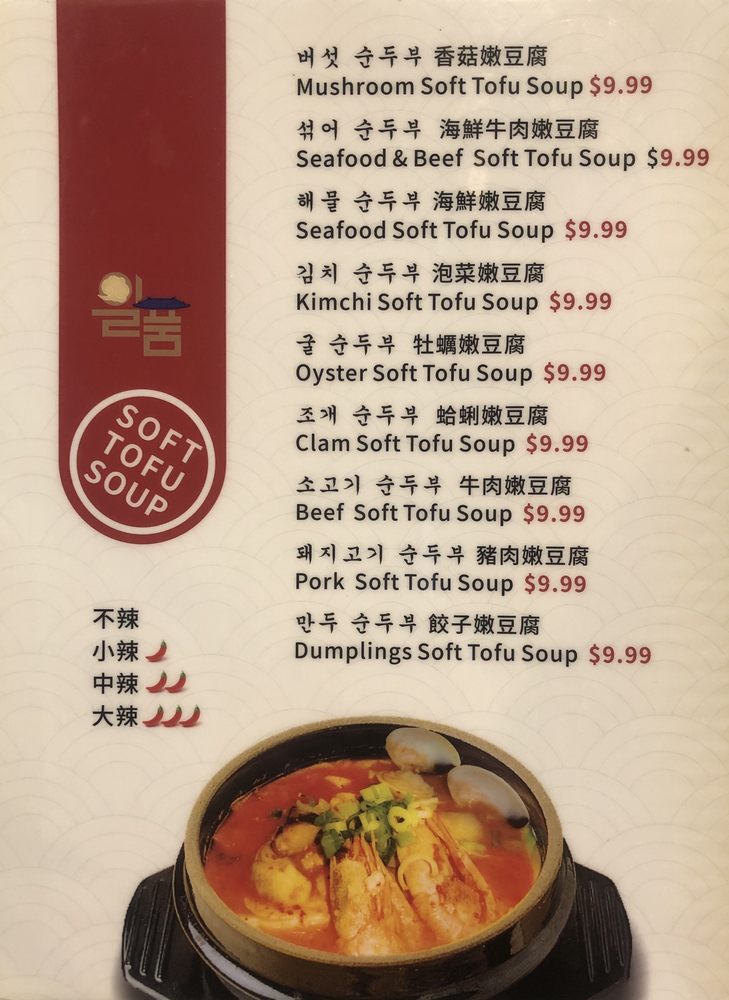 버섯 순두부 香菇嫩豆腐
Mushroom Soft Tofu Soup $9.99
섞어 순두부 海鮮牛肉嫩豆腐
Seafood & Beef Soft Tofu Soup $9.99
해물 순두부 海鮮嫩豆腐
Seafood Soft Tofu Soup $9.99
김치 순두부 泡菜嫩豆腐
Kimchi Soft Tofu Soup $9.99
굴 순두부 牡蠣嫩豆腐
Oyster Soft Tofu Soup $9.99
조개 순두부 蛤蜊嫩豆腐
Clam Soft Tofu Soup $9.99
소고기 순두부 牛肉嫩豆腐
Beef Soft Tofu Soup $9.99
돼지고기 순두부 豬肉嫩豆腐
Pork Soft Tofu Soup $9.99
만두 순두부 餃子嫩豆腐
Dumplings Soft Tofu Soup $9.99
일품
SOFT
TOFU
SOUP
不辣
小辣
中辣
大辣